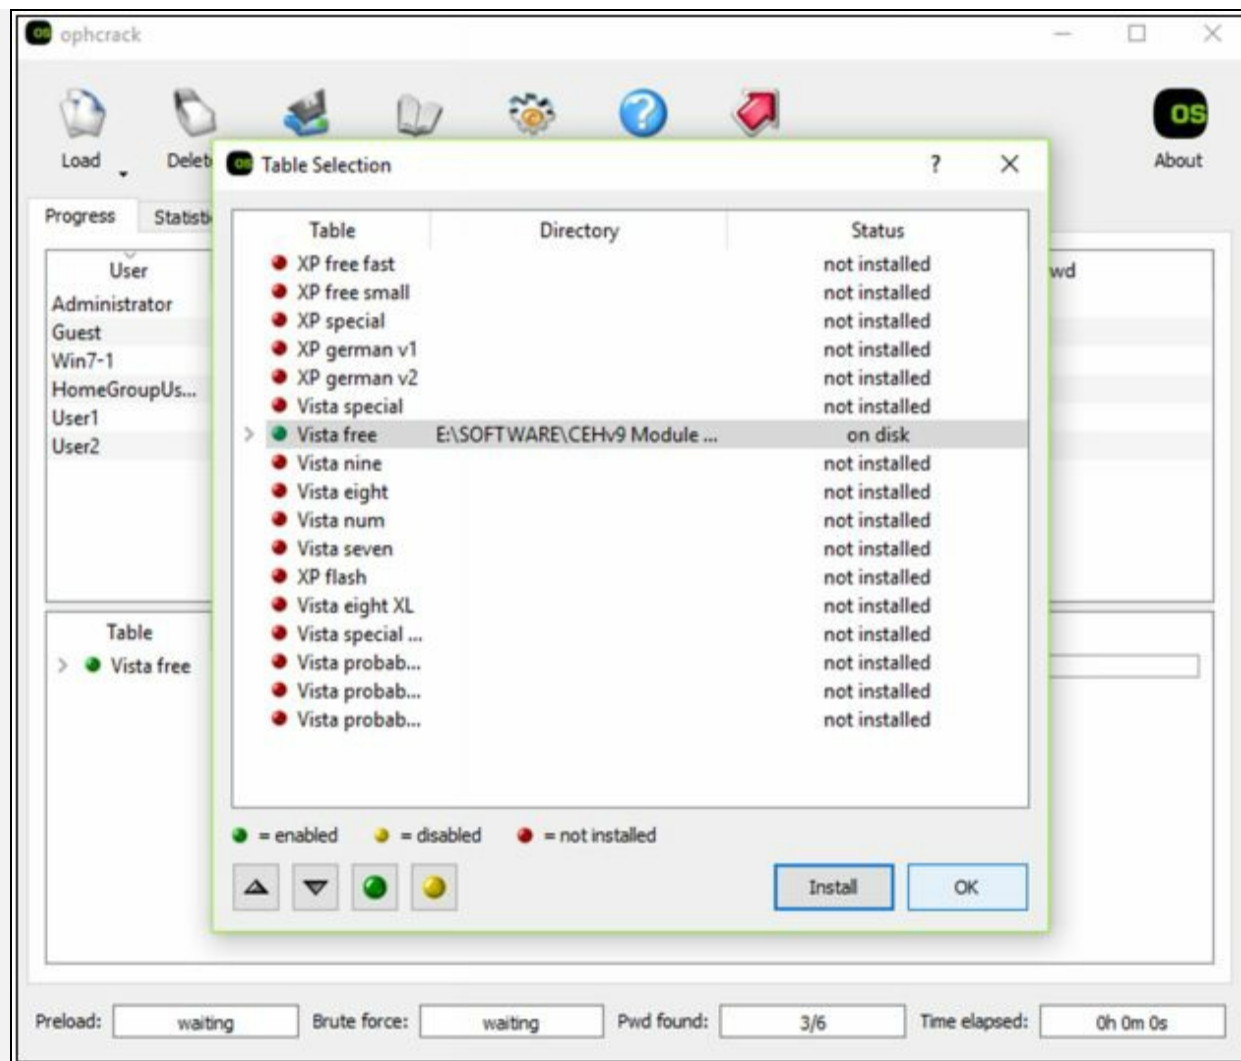 ophcrack
Load
Delet
About
Table Selection
?
Progress
Statisti
User
wd
Administrator
Guest
Win7-1
HomeGroupUs...
User1
User2
Table Directory Status
XP free fast not installed
XP free small not installed
XP special not installed
XP german v1 not installed
XP german v2 not installed
Vista special not installed
Vista free E:\SOFTWARE\CEHv9 Module ... on disk
Vista nine not installed
Vista eight not installed
Vista num not installed
Vista seven not installed
XP flash not installed
Vista eight XL not installed
Vista special ... not installed
Vista probab... not installed
Vista probab... not installed
Vista probab... not installed
Table
Vista free
= enabled = disabled = not installed
Install OK
Preload: waiting Brute force: waiting Pwd found: 3/6 Time elapsed: 0h 0m 0s
OS